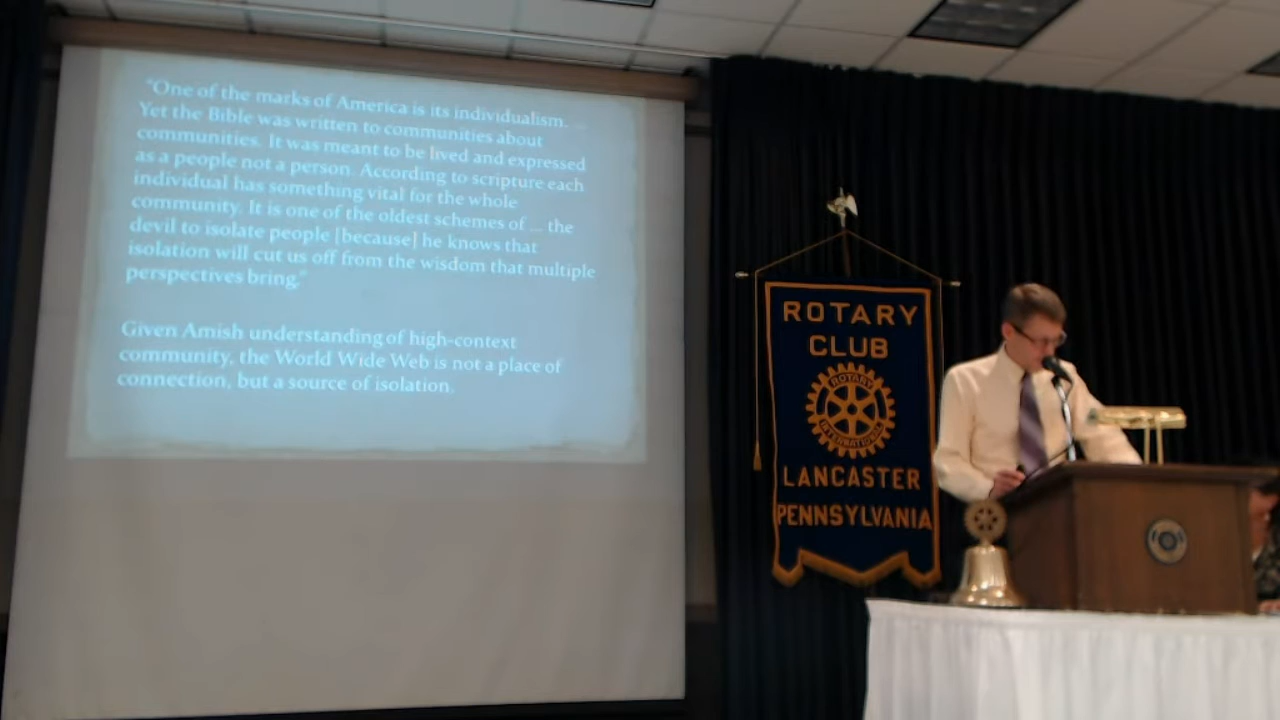 "One of the marks of America is its individualism. ...
Yet the Bible was written to communities about
communities. It was meant to be lived and expressed
as a people not a person. According to scripture each
individual has something vital for the whole
community. It is one of the oldest schemes of ... the
devil to isolate people [because] he knows that
isolation will cut us off from the wisdom that multiple
perspectives bring."
Given Amish understanding of high-context
community, the World Wide Web is not a place of
connection, but a source of isolation.
ROTARY
CLUB
ROTARY
INTERNATIONAL
LANCASTER
PENNSYLVANIA